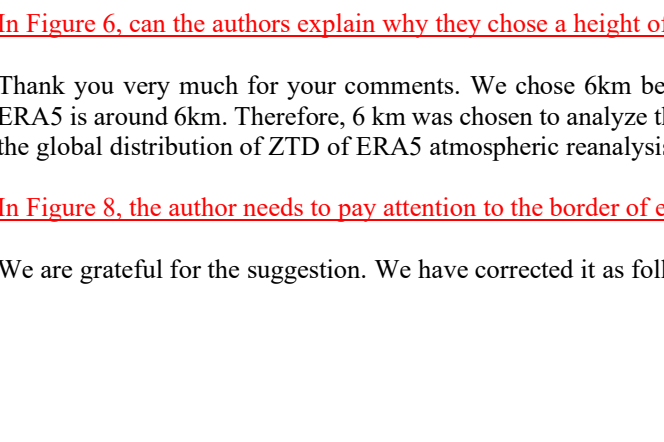 In Figure 6, can the authors explain why they chose a height of
Thank you very much for your comments. We chose 6km be
ERA5 is around 6km. Therefore, 6 km was chosen to analyze t
the global distribution of ZTD of ERA5 atmospheric reanalysis
In Figure 8, the author needs to pay attention to the border of e
We are grateful for the suggestion. We have corrected it as foll